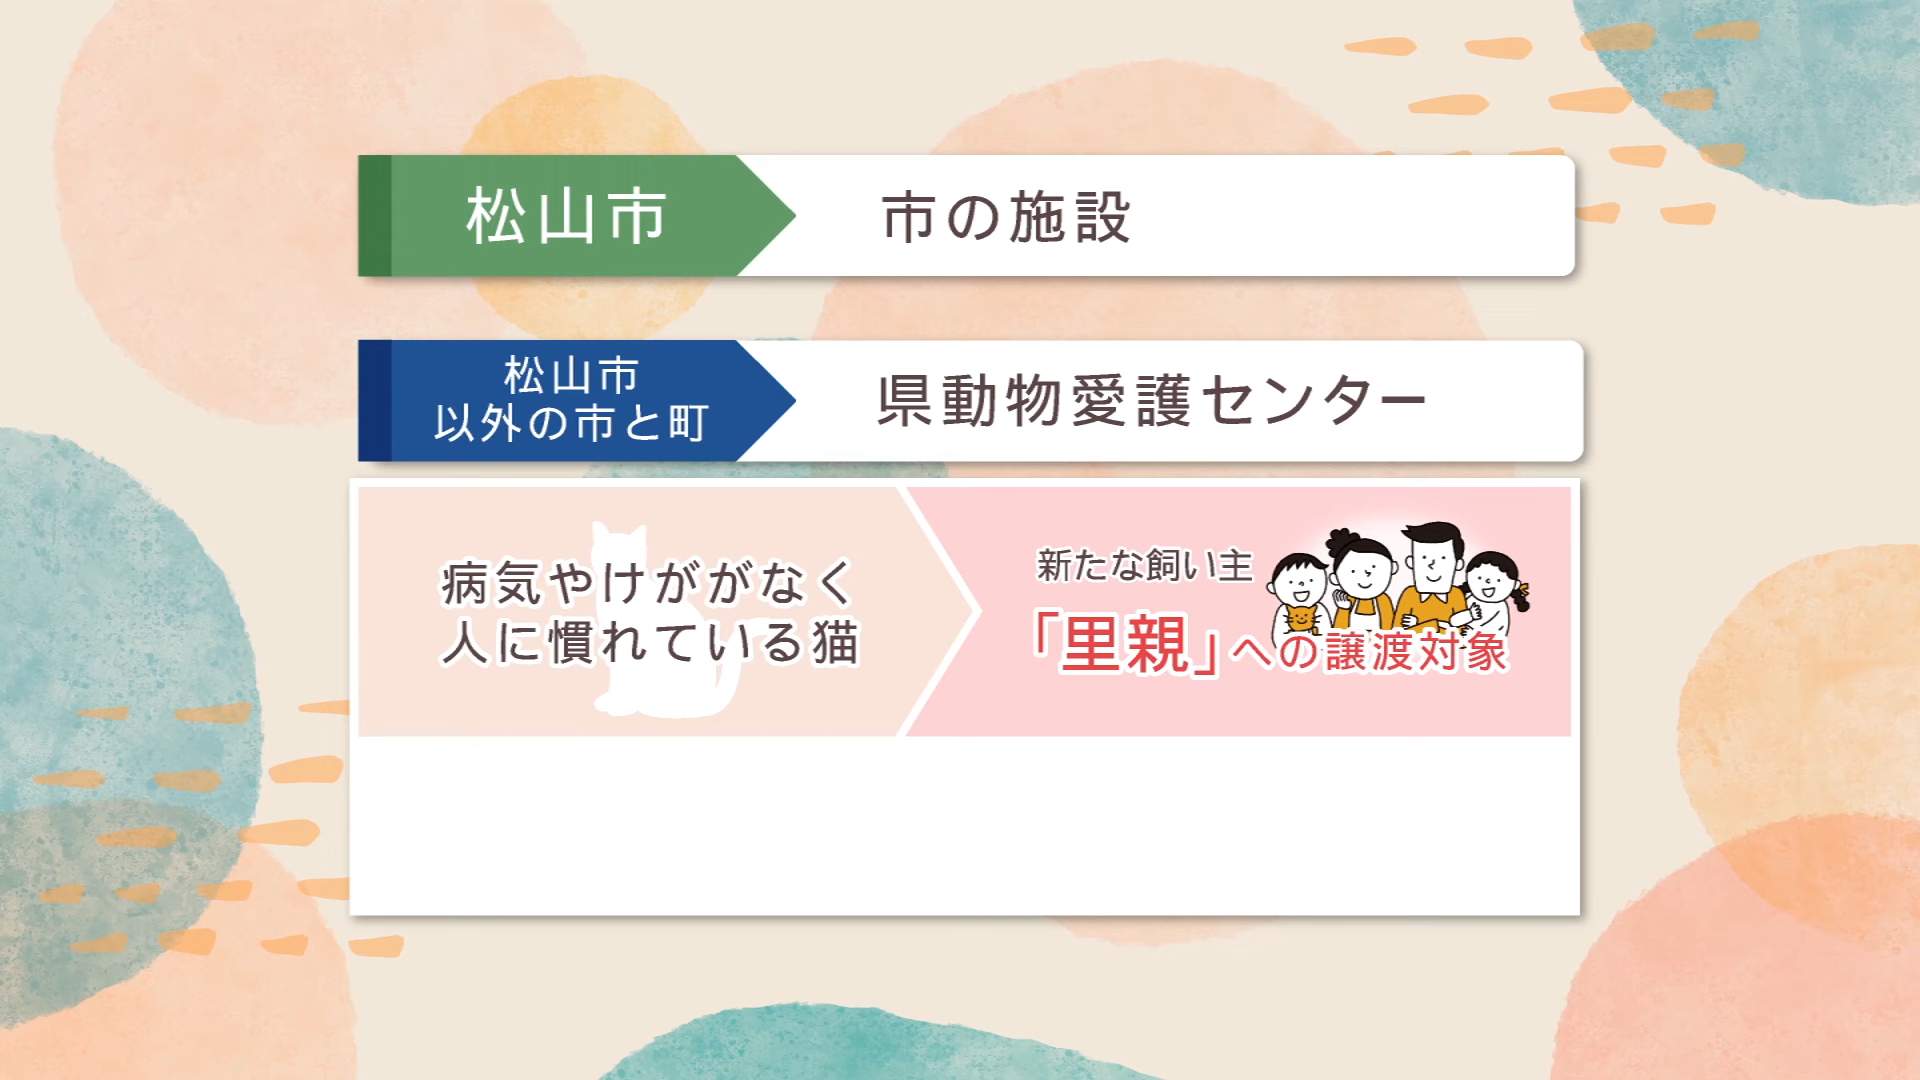 松山市
市の施設
松山市
以外の市と町
県動物愛護センター
病気やけががなく
人に慣れている猫
新たな飼い主
「里親」への譲渡対象